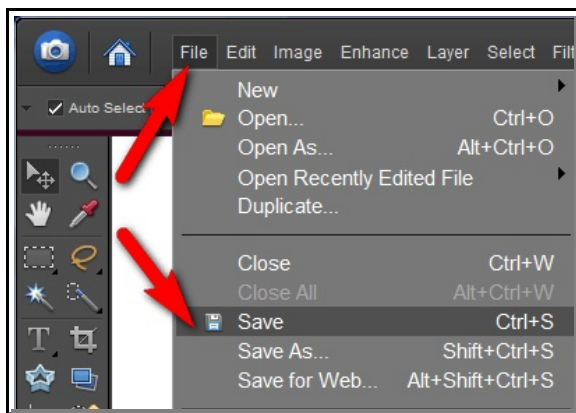 File Edit Image Enhance Layer Select Filt
Auto Select
New
Open... Ctrl+O
Open As... Alt+Ctrl+O
Open Recently Edited File
Duplicate...
Close Ctrl+W
Close All Alt+Ctrl+W
Save Ctrl+S
Save As... Shift+Ctrl+S
Save for Web... Alt+Shift+Ctrl+S
T